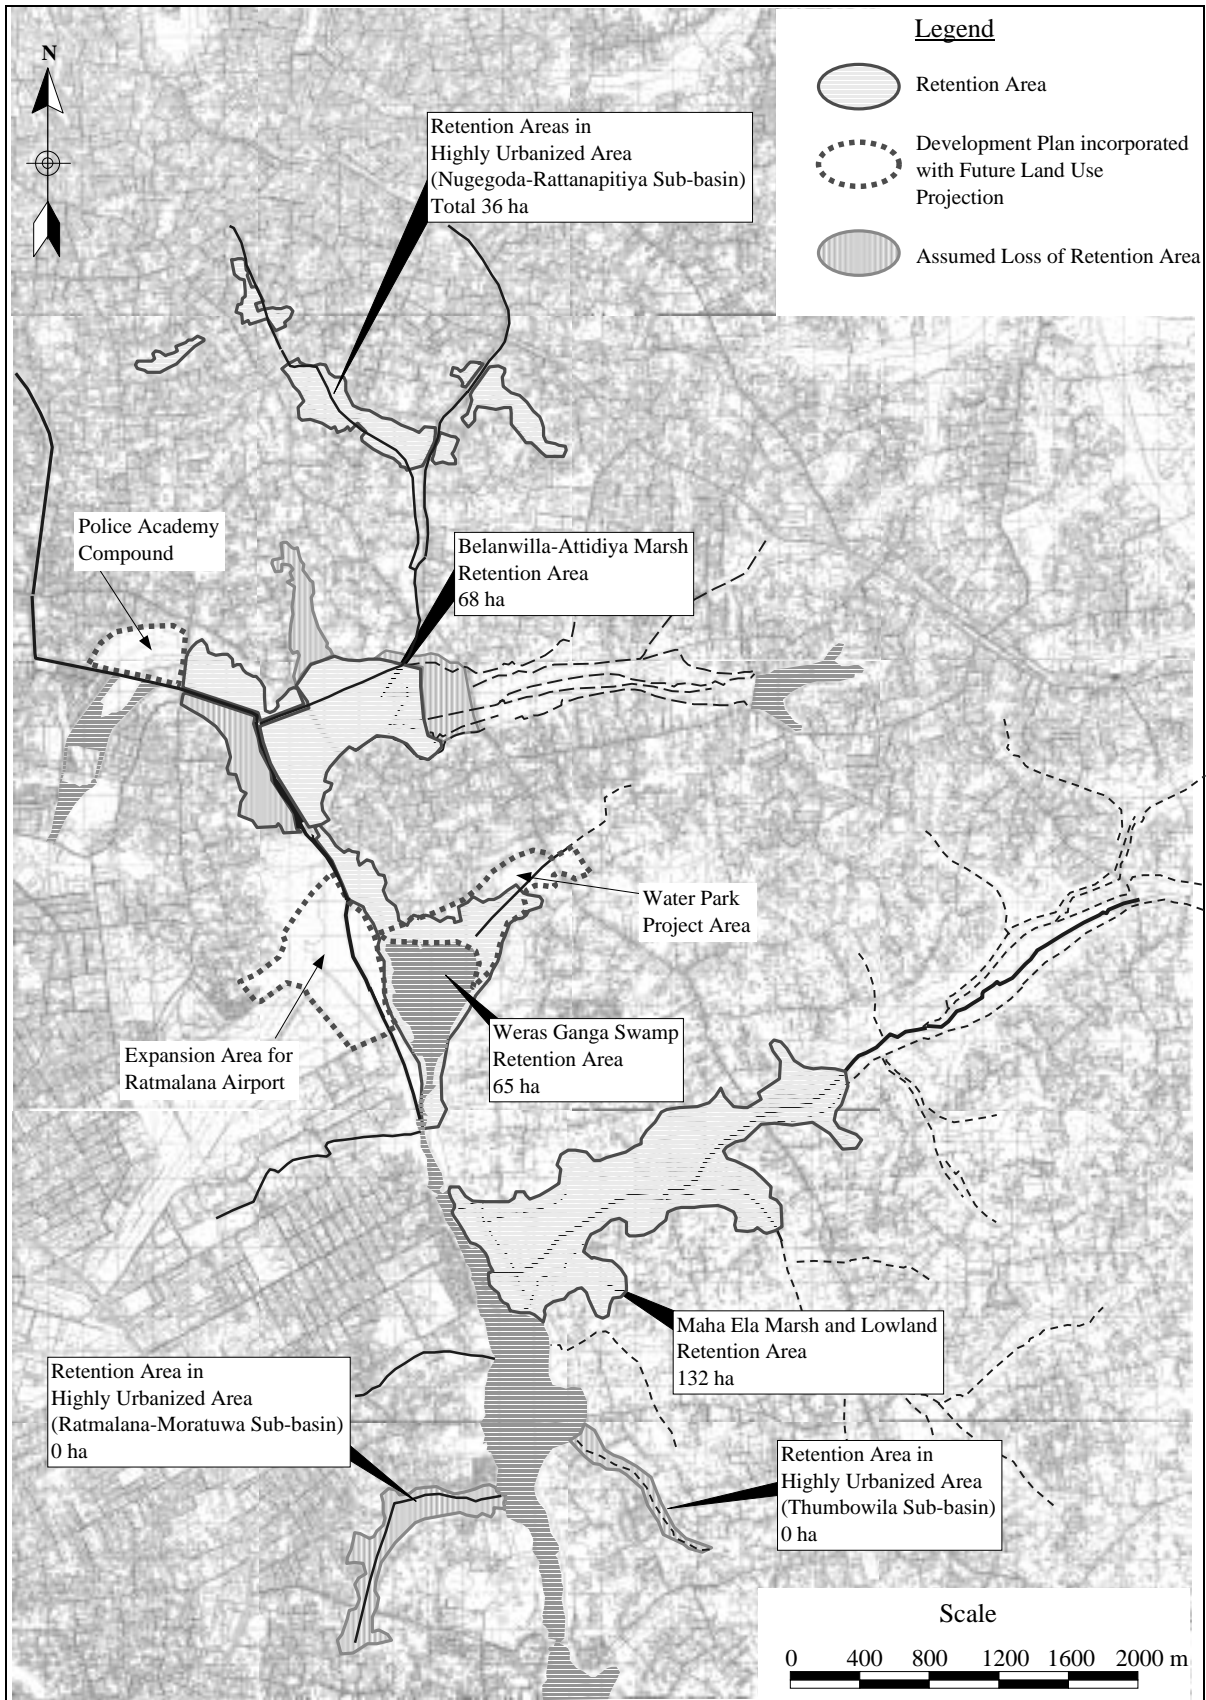 Legend
N
Retention Area
Development Plan incorporated
with Future Land Use
Projection
Assumed Loss of Retention Area
Retention Areas in
Highly Urbanized Area
(Nugegoda-Rattanapitiya Sub-basin)
Total 36 ha
Police Academy
Compound
Belanwilla-Attidiya Marsh
Retention Area
68 ha
Water Park
Project Area
Expansion Area for
Ratmalana Airport
Weras Ganga Swamp
Retention Area
65 ha
Maha Ela Marsh and Lowland
Retention Area
132 ha
Retention Area in
Highly Urbanized Area
(Ratmalana-Moratuwa Sub-basin)
0 ha
Retention Area in
Highly Urbanized Area
(Thumbowila Sub-basin)
0 ha
Scale
0 400 800 1200 1600 2000 m